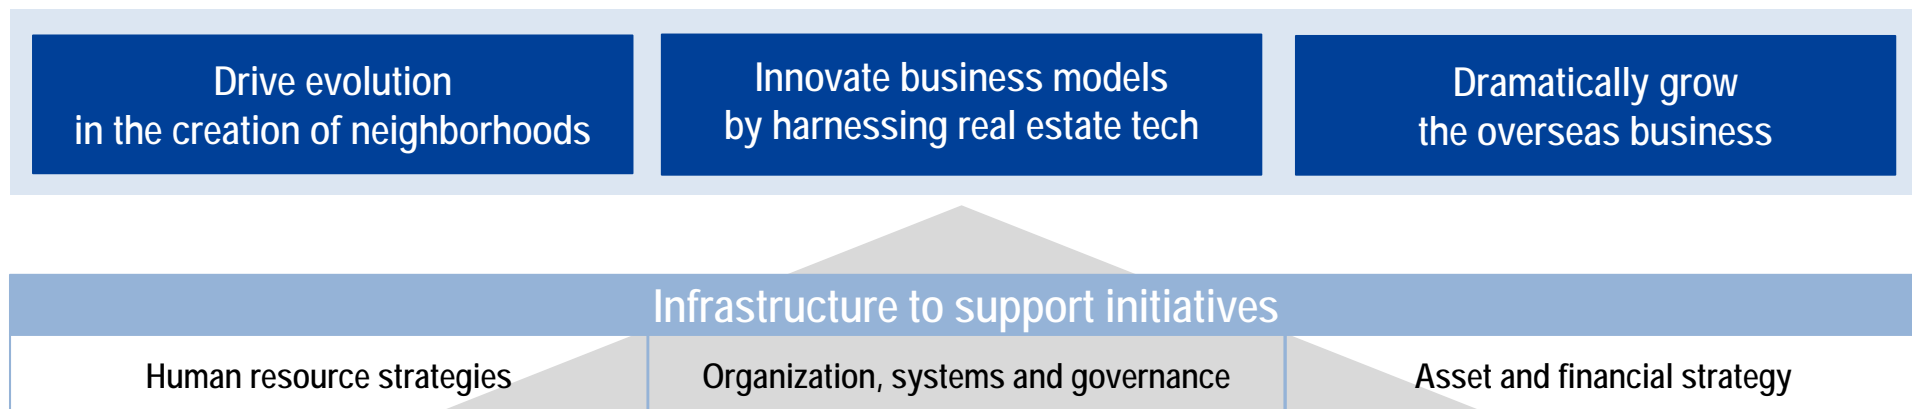 Drive evolution
in the creation of neighborhoods
Innovate business models
by harnessing real estate tech
Dramatically grow
the overseas business
Infrastructure to support initiatives
Human resource strategies
Organization, systems and governance
Asset and financial strategy